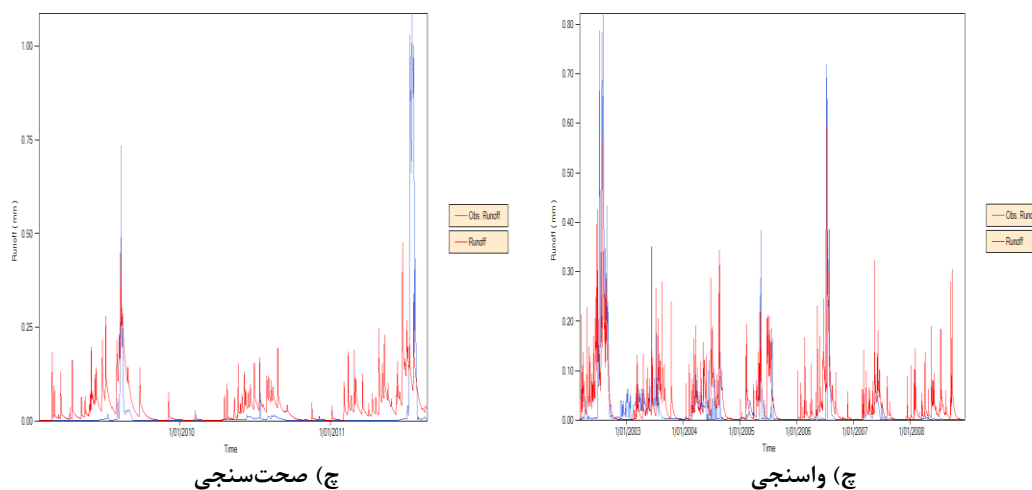 1.00
0.75
0.50
0.25
0.00
Runoff (mm)
1/01/2010
1/01/2011
Time
Obs. Runoff
Runoff
چ) صحت‌سنجی
0.80
0.70
0.60
0.50
0.40
0.30
0.20
0.10
0.00
Runoff (mm)
1/01/2003
1/01/2004
1/01/2005
1/01/2006
1/01/2007
1/01/2008
Time
Obs. Runo
Runoff
چ) واسنجی